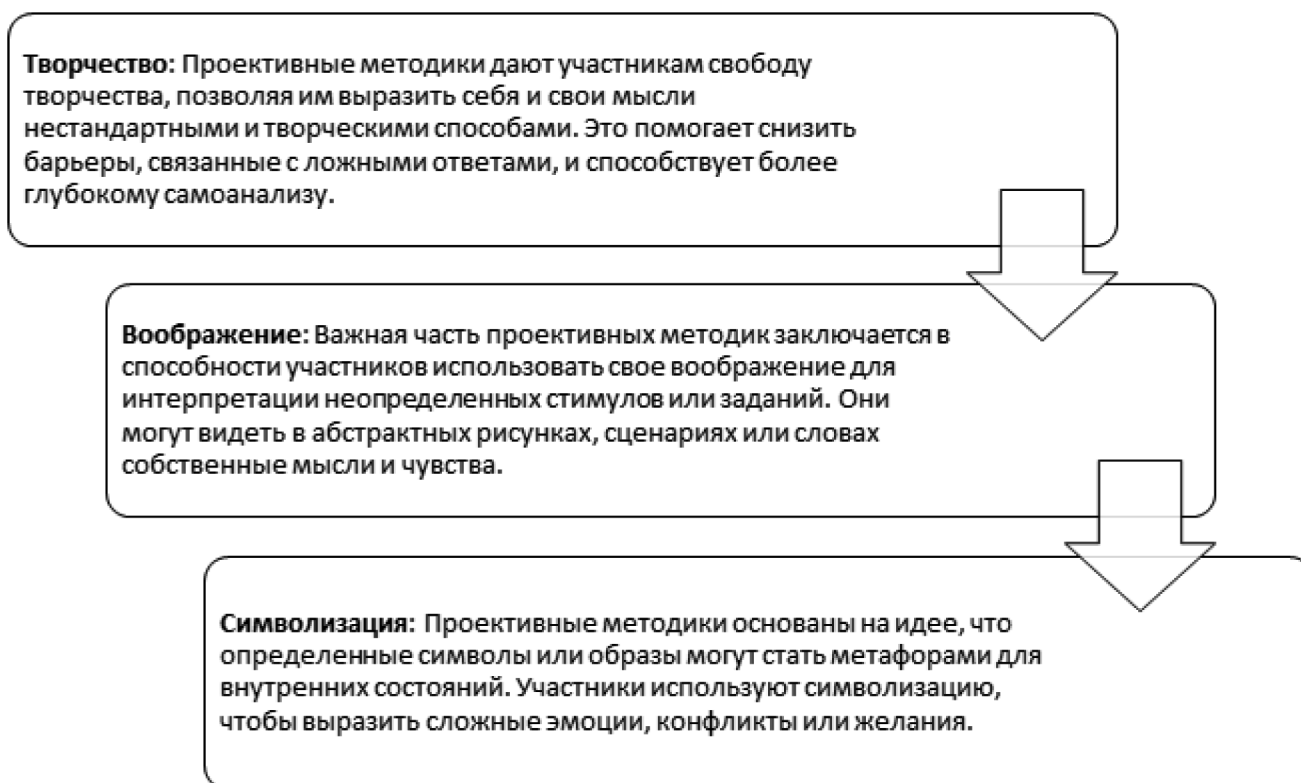 Творчество: Проективные методики дают участникам свободу
творчества, позволяя им выразить себя и свои мысли
нестандартными и творческими способами. Это помогает снизить
барьеры, связанные с ложными ответами, и способствует более
глубокому самоанализу.
Воображение: Важная часть проективных методик заключается в
способности участников использовать свое воображение для
интерпретации неопределенных стимулов или заданий. Они
могут видеть в абстрактных рисунках, сценариях или словах
собственные мысли и чувства.
Символизация: Проективные методики основаны на идее, что
определенные символы или образы могут стать метафорами для
внутренних состояний. Участники используют символизацию,
чтобы выразить сложные эмоции, конфликты или желания.